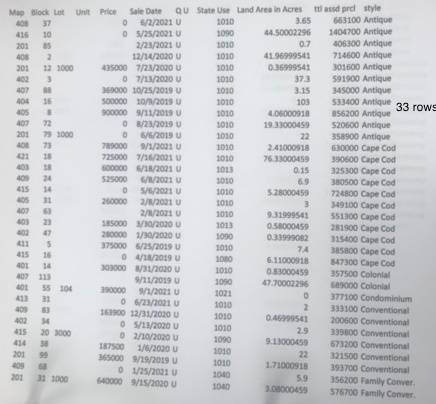 Map Block Lot Unit Price Sale Date Q U State Use Land Area in Acres ttl assd prcl style
408 37 0 6/2/2021 U 1010 3.65 663100 Antique
416 10 0 5/25/2021 U 1090 44.50002296 1404700 Antique
201 85 2/23/2021 U 1010 0.7 406300 Antique
408 2 12/14/2020 U 1010 41.96999541 714600 Antique
201 12 1000 435000 7/23/2020 U 1010 0.36999541 301600 Antique
402 3 0 7/13/2020 U 1010 37.3 591900 Antique
407 88 369000 10/25/2019 U 1010 3.15 345000 Antique
404 16 500000 10/9/2019 U 1010 103 533400 Antique
405 8 900000 9/11/2019 U 1010 4.06000918 856200 Antique
33 rows
407 72 0 8/23/2019 U 1010 19.33000459 520600 Antique
201 79 1000 0 6/6/2019 U 1010 22 358900 Antique
408 73 789000 9/1/2021 U 1010 2.41000918 630000 Cape Cod
421 18 725000 7/16/2021 U 1010 76.33000459 390600 Cape Cod
403 18 600000 6/18/2021 U 1013 0.15 325300 Cape Cod
409 24 525000 6/8/2021 U 1010 6.9 380500 Cape Cod
415 14 0 5/6/2021 U 1010 5.28000459 724800 Cape Cod
405 31 260000 2/8/2021 U 1010 3 349100 Cape Cod
407 63 2/8/2021 U 1010 9.31999541 551300 Cape Cod
403 23 185000 3/30/2020 U 1013 0.58000459 281900 Cape Cod
402 47 280000 1/30/2020 U 1090 0.33999082 315400 Cape Cod
411 5 375000 6/25/2019 U 1010 7.4 385800 Cape Cod
415 16 0 4/18/2019 U 1080 6.11000918 847300 Cape Cod
401 14 303000 8/31/2020 U 1010 0.83000459 357500 Colonial
407 113 9/11/2019 U 1090 47.70002296 689000 Colonial
401 55 104 390000 9/1/2021 U 1021 0 377100 Condominium
413 31 0 6/23/2021 U 1010 2 333100 Conventional
409 83 163900 12/31/2020 U 1010 0.46999541 200600 Conventional
402 54 0 5/13/2020 U 1010 2.9 339800 Conventional
415 20 3000 0 2/10/2020 U 1090 9.13000459 673200 Conventional
414 38 187500 1/6/2020 U 1010 22 321500 Conventional
201 99 365000 9/19/2019 U 1010 1.71000918 393700 Conventional
409 68 0 1/25/2021 U 1040 5.9 356200 Family Conver.
201 31 1000 640000 9/15/2020 U 1040 3.08000459 576700 Family Conver.